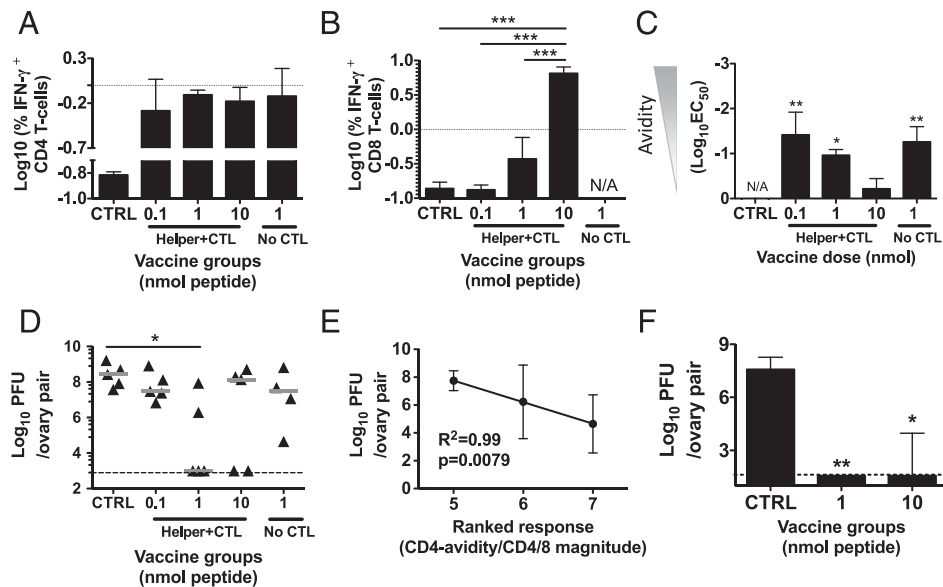 A
Log10 (% IFN-γ+
CD4 T-cells)
0.3
-0.2
-0.7
-0.8
-1.0
CTRL 0.1 1 10 1
Helper+CTL No CTL
Vaccine groups
(nmol peptide)
B
***
***
***
Log10 (% IFN-γ+
CD8 T-cells)
1.0
0.5
0.0
-0.5
-1.0
N/A
CTRL 0.1 1 10 1
Helper+CTL No CTL
Vaccine groups
(nmol peptide)
C
Avidity
(Log10EC50)
-2
-1
0
N/A
**
*
**
CTRL 0.1 1 10 1
Helper+CTL No CTL
Vaccine dose (nmol)
D
*
Log10 PFU
/ovary pair
10
8
6
4
2
CTRL 0.1 1 10 1
Helper+CTL No CTL
Vaccine groups
(nmol peptide)
E
Log10 PFU
/ovary pair
10
8
6
4
2
R2=0.99
p=0.0079
5 6 7
Ranked response
(CD4-avidity/CD4/8 magnitude)
F
Log10 PFU
/ovary pair
9
6
3
**
*
CTRL 1 10
Vaccine groups
(nmol peptide)